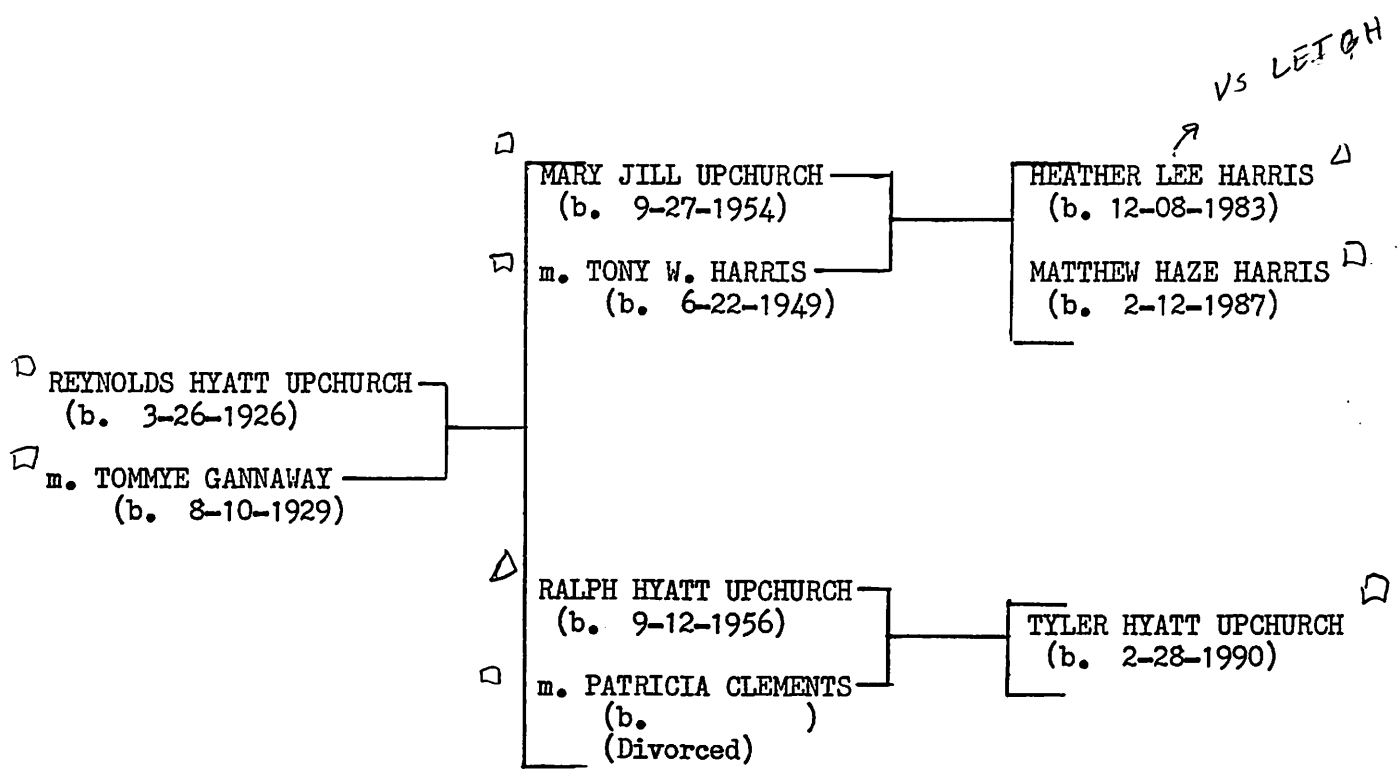 VS LEIGH
MARY JILL UPCHURCH
(b. 9-27-1954)
m. TONY W. HARRIS
(b. 6-22-1949)
HEATHER LEE HARRIS
(b. 12-08-1983)
MATTHEW HAZE HARRIS
(b. 2-12-1987)
REYNOLDS HYATT UPCHURCH
(b. 3-26-1926)
m. TOMMYE GANNAWAY
(b. 8-10-1929)
RALPH HYATT UPCHURCH
(b. 9-12-1956)
m. PATRICIA CLEMENTS
(b. )
(Divorced)
TYLER HYATT UPCHURCH
(b. 2-28-1990)